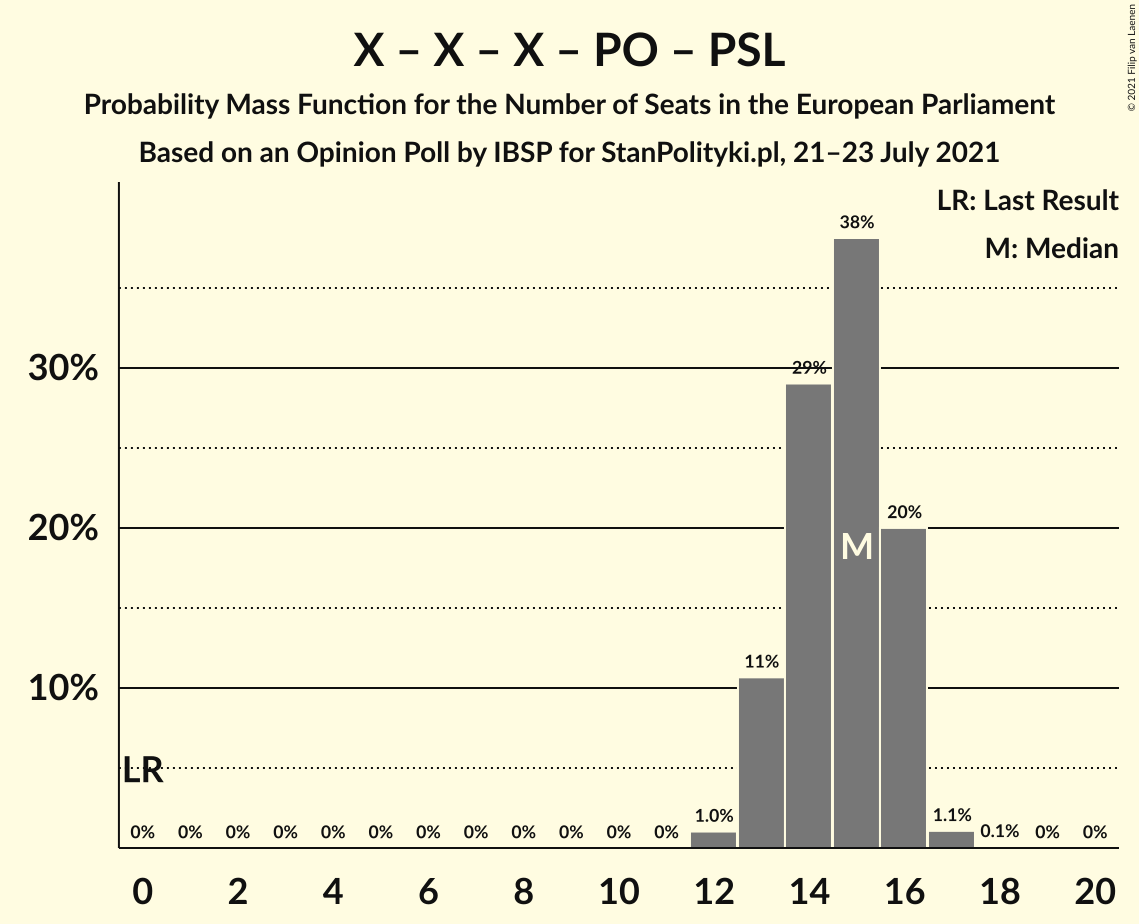 X – X – X – PO – PSL
Probability Mass Function for the Number of Seats in the European Parliament
Based on an Opinion Poll by IBSP for StanPolityki.pl, 21–23 July 2021
© 2021 Filip van Laenen
LR: Last Result
M: Median
38%
30%
29%
M
20%
20%
11%
10%
LR
0% 0% 0% 0% 0% 0% 0% 0% 0% 0% 0% 0% 1.0% 1.1% 0.1% 0% 0%
0 2 4 6 8 10 12 14 16 18 20